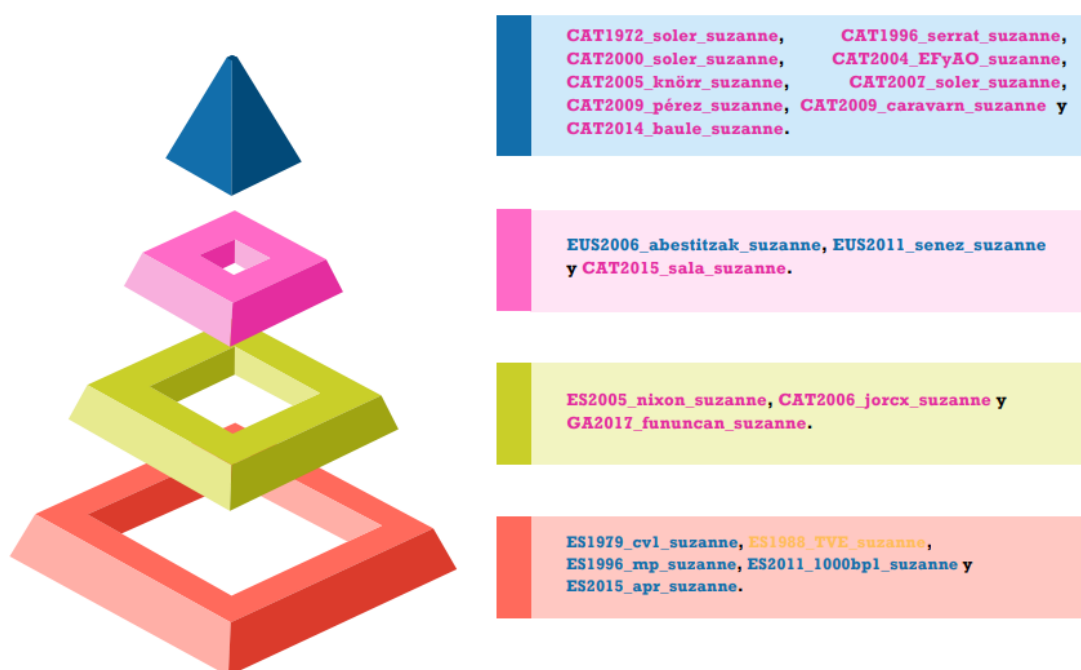 CAT1972_soler_suzanne, CAT1996_serrat_suzanne,
CAT2000_soler_suzanne, CAT2004_EFyAO_suzanne,
CAT2005_knörr_suzanne, CAT2007_soler_suzanne,
CAT2009_pérez_suzanne, CAT2009_caravarn_suzanne y
CAT2014_baule_suzanne.
EUS2006_abestitzak_suzanne, EUS2011_senez_suzanne
y CAT2015_sala_suzanne.
ES2005_nixon_suzanne, CAT2006_jorcx_suzanne y
GA2017_fununcan_suzanne.
ES1979_cvl_suzanne, ES1988_TVE_suzanne,
ES1996_mp_suzanne, ES2011_1000bp1_suzanne y
ES2015_apr_suzanne.